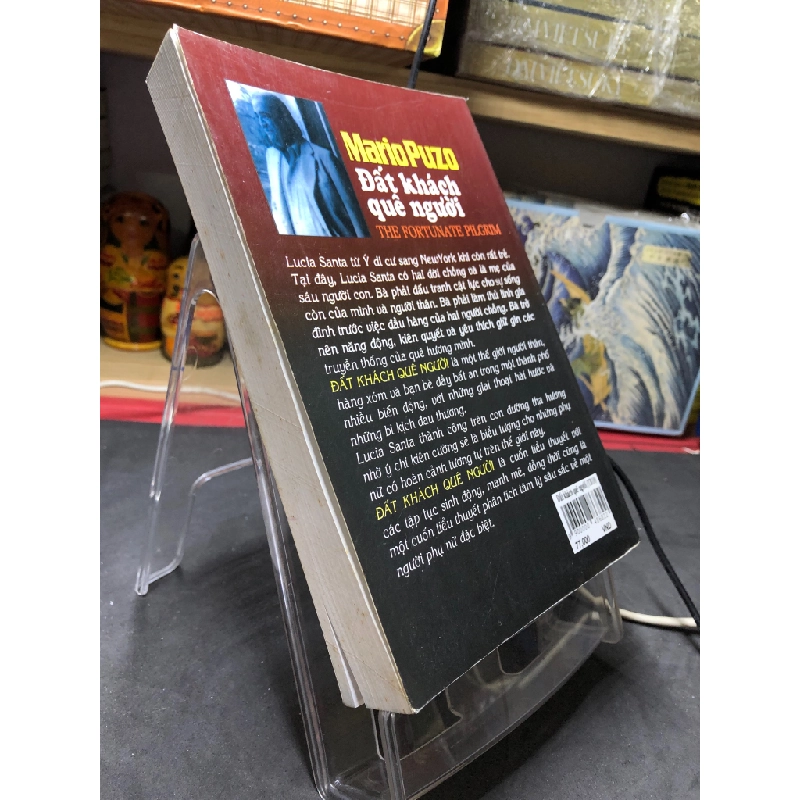 ĐẠI VIỆT SỬ KÝ
MarioPuzo
Đất khách
quê người
THE FORTUNATE PILGRIM
Lucia Santa từ Ý di cư sang NewYork khi còn rất trẻ.
Tại đây, Lucia Santa có hai đời chồng và là mẹ của
sáu người con. Bà phải đấu tranh cật lực cho sự sống
còn của mình và người thân. Bà phải làm thủ lĩnh gia
đình trước việc đầu hàng của hai người chồng. Bà trở
nên năng động, kiên quyết và yêu thích giữ gìn các
truyền thống của quê hương mình.
ĐẤT KHÁCH QUÊ NGƯỜI là một thế giới người thân,
hàng xóm và bạn bè đầy bất an trong một thành phố
nhiều biến động, với những giai thoại hài hước và
những bi kịch đau thương.
Lucia Santa thành công trên con đường tha hương
nhờ ý chí kiên cường sẽ là biểu tượng cho những phụ
nữ có hoàn cảnh tương tự trên thế giới này.
ĐẤT KHÁCH QUÊ NGƯỜI là cuốn tiểu thuyết với
các tập tục sinh động, mạnh mẽ, đồng thời cũng là
một cuốn tiểu thuyết phân tích tâm lý sâu sắc về một
người phụ nữ đặc biệt.
77,000 VND